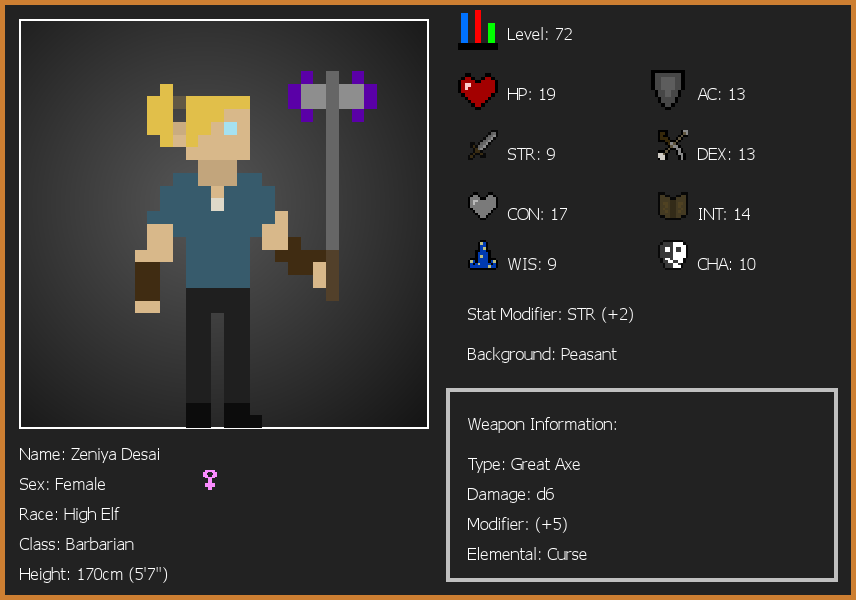 Level: 72
HP: 19
AC: 13
STR: 9
DEX: 13
CON: 17
INT: 14
WIS: 9
CHA: 10
Stat Modifier: STR (+2)
Background: Peasant
Weapon Information:
Type: Great Axe
Damage: d6
Modifier: (+5)
Elemental: Curse
Name: Zeniya Desai
Sex: Female
Race: High Elf
Class: Barbarian
Height: 170cm (5'7")